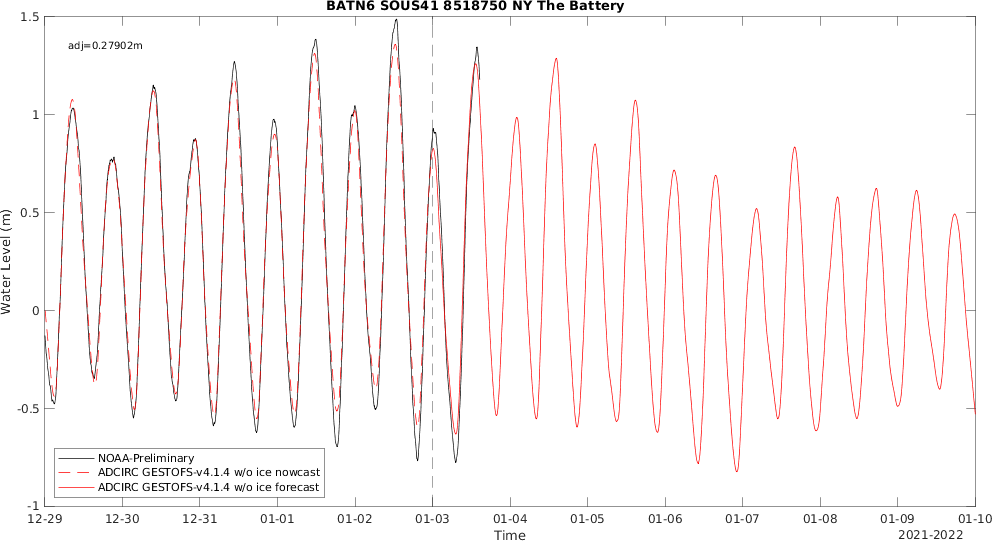 BATN6 SOUS41 8518750 NY The Battery
adj=0.27902m
1.5
1
0.5
0
-0.5
-1
Water Level (m)
NOAA-Preliminary
ADCIRC GESTOFS-v4.1.4 w/o ice nowcast
ADCIRC GESTOFS-v4.1.4 w/o ice forecast
12-29 12-30 12-31 01-01 01-02 01-03 01-04 01-05 01-06 01-07 01-08 01-09 01-10
Time
2021-2022